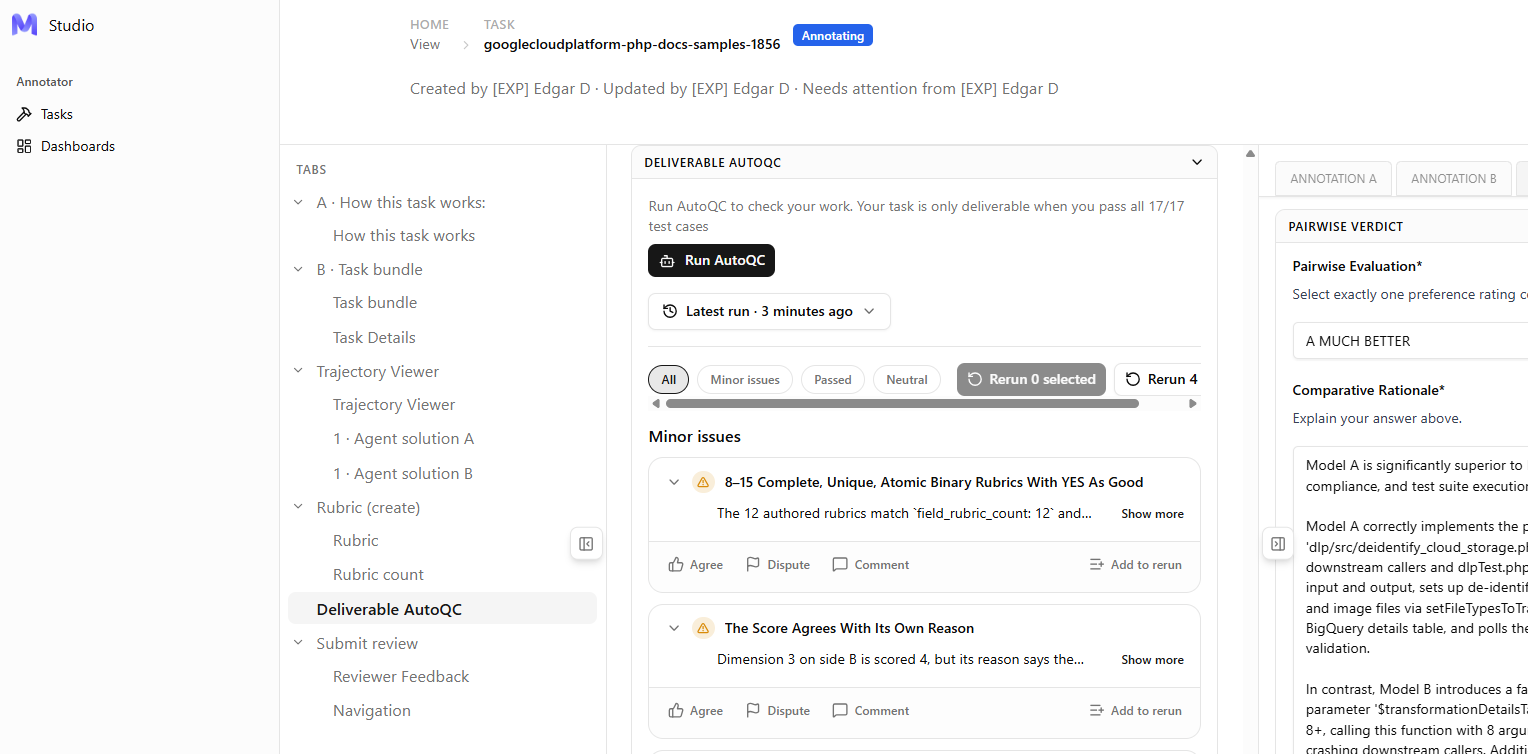 Studio
Annotator
Tasks
Dashboards
HOME
View
TASK
googlecloudplatform-php-docs-samples-1856
Annotating
Created by [EXP] Edgar D · Updated by [EXP] Edgar D · Needs attention from [EXP] Edgar D
TABS
A · How this task works:
How this task works
B · Task bundle
Task bundle
Task Details
Trajectory Viewer
Trajectory Viewer
1 · Agent solution A
1 · Agent solution B
Rubric (create)
Rubric
Rubric count
Deliverable AutoQC
Submit review
Reviewer Feedback
Navigation
DELIVERABLE AUTOQC
Run AutoQC to check your work. Your task is only deliverable when you pass all 17/17
test cases
Run AutoQC
Latest run · 3 minutes ago
All
Minor issues
Passed
Neutral
Rerun 0 selected
Rerun 4
Minor issues
8–15 Complete, Unique, Atomic Binary Rubrics With YES As Good
The 12 authored rubrics match `field_rubric_count: 12` and...
Show more
Agree
Dispute
Comment
Add to rerun
The Score Agrees With Its Own Reason
Dimension 3 on side B is scored 4, but its reason says the...
Show more
Agree
Dispute
Comment
Add to rerun
ANNOTATION A
ANNOTATION B
PAIRWISE VERDICT
Pairwise Evaluation*
Select exactly one preference rating
A MUCH BETTER
Comparative Rationale*
Explain your answer above.
Model A is significantly superior to
compliance, and test suite execution
Model A correctly implements the
'dlp/src/deidentify_cloud_storage.ph
downstream callers and dlpTest.php
input and output, sets up de-identif
and image files via setFileTypesToTra
BigQuery details table, and polls the
validation.
In contrast, Model B introduces a fa
parameter '$transformationDetailsTa
8+, calling this function with 8 argu
crashing downstream callers. Additi